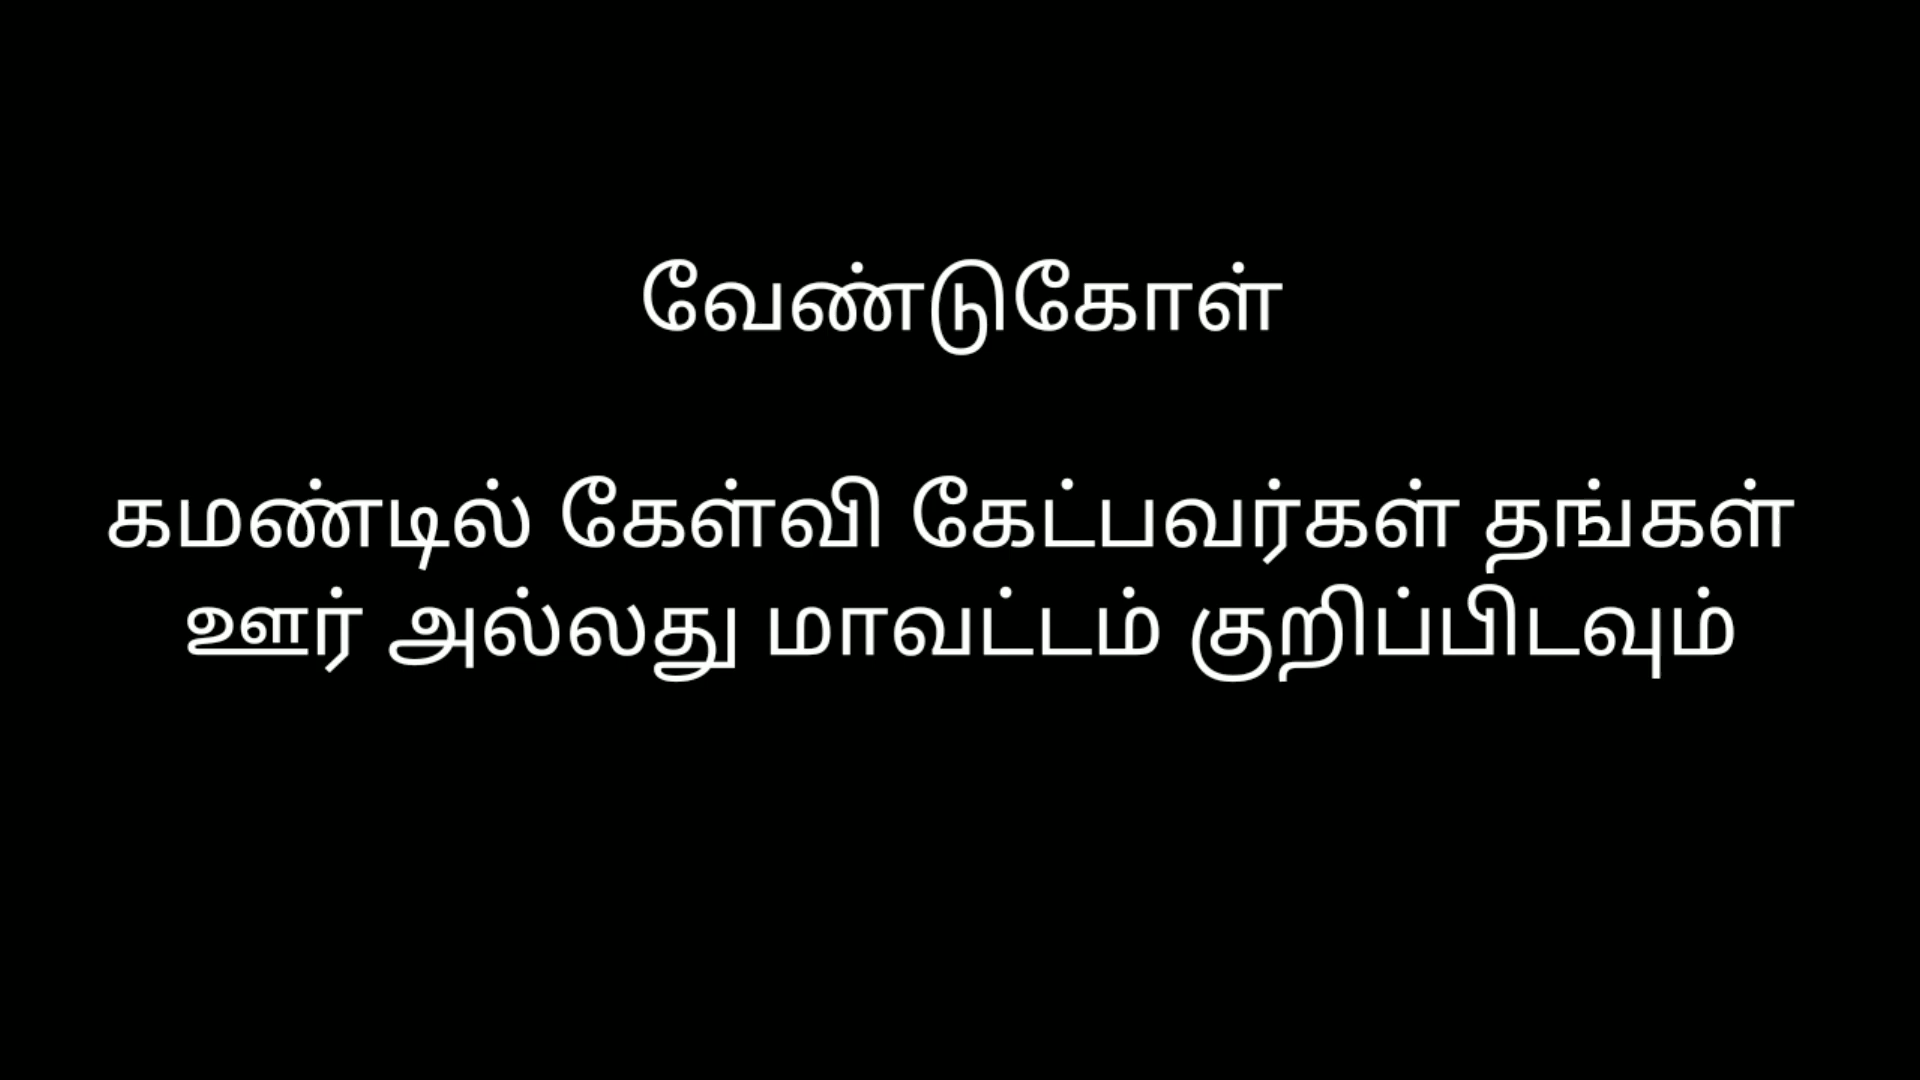 வேண்டுகோள்
கமண்டில் கேள்வி கேட்பவர்கள் தங்கள்
ஊர் அல்லது மாவட்டம் குறிப்பிடவும்